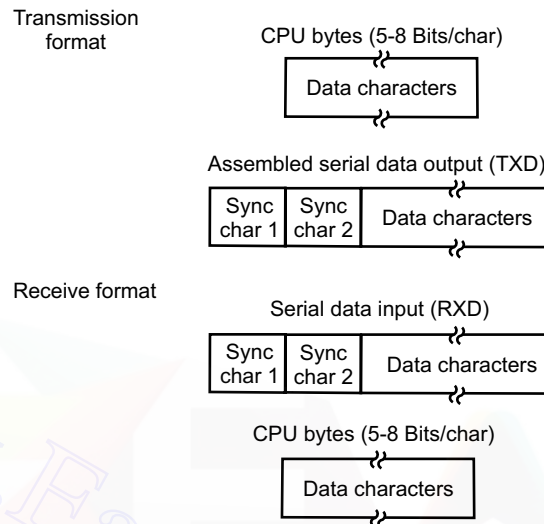 Transmission
format
CPU bytes (5-8 Bits/char)
Data characters
Assembled serial data output (TXD)
Sync
char 1
Sync
char 2
Data characters
Receive format
Serial data input (RXD)
Sync
char 1
Sync
char 2
Data characters
CPU bytes (5-8 Bits/char)
Data characters